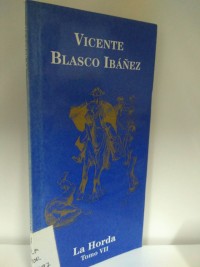 VICENTE
BLASCO IBÁÑEZ
La Horda
Tomo VII